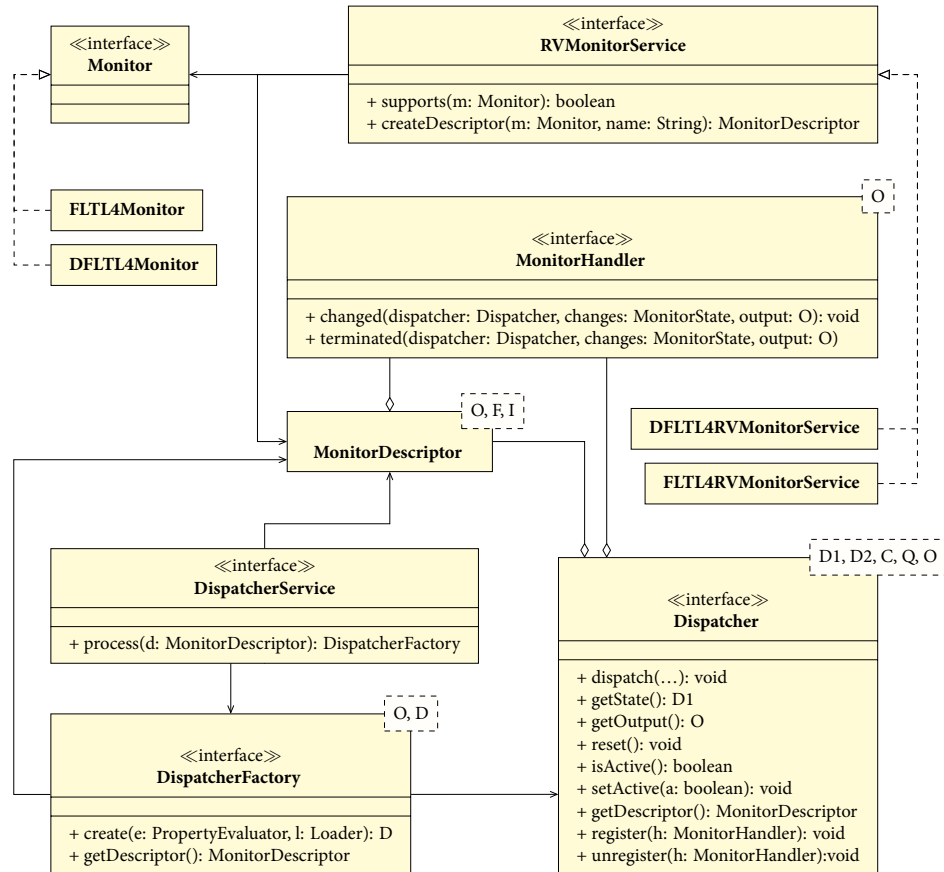 ≪interface≫
Monitor
≪interface≫
RVMonitorService
+ supports(m: Monitor): boolean
+ createDescriptor(m: Monitor, name: String): MonitorDescriptor
FLTL4Monitor
DFLTL4Monitor
O
≪interface≫
MonitorHandler
+ changed(dispatcher: Dispatcher, changes: MonitorState, output: O): void
+ terminated(dispatcher: Dispatcher, changes: MonitorState, output: O)
O, F, I
MonitorDescriptor
DFLTL4RVMonitorService
FLTL4RVMonitorService
≪interface≫
DispatcherService
+ process(d: MonitorDescriptor): DispatcherFactory
O, D
≪interface≫
DispatcherFactory
+ create(e: PropertyEvaluator, l: Loader): D
+ getDescriptor(): MonitorDescriptor
D1, D2, C, Q, O
≪interface≫
Dispatcher
+ dispatch(…): void
+ getState(): D1
+ getOutput(): O
+ reset(): void
+ isActive(): boolean
+ setActive(a: boolean): void
+ getDescriptor(): MonitorDescriptor
+ register(h: MonitorHandler): void
+ unregister(h: MonitorHandler):void